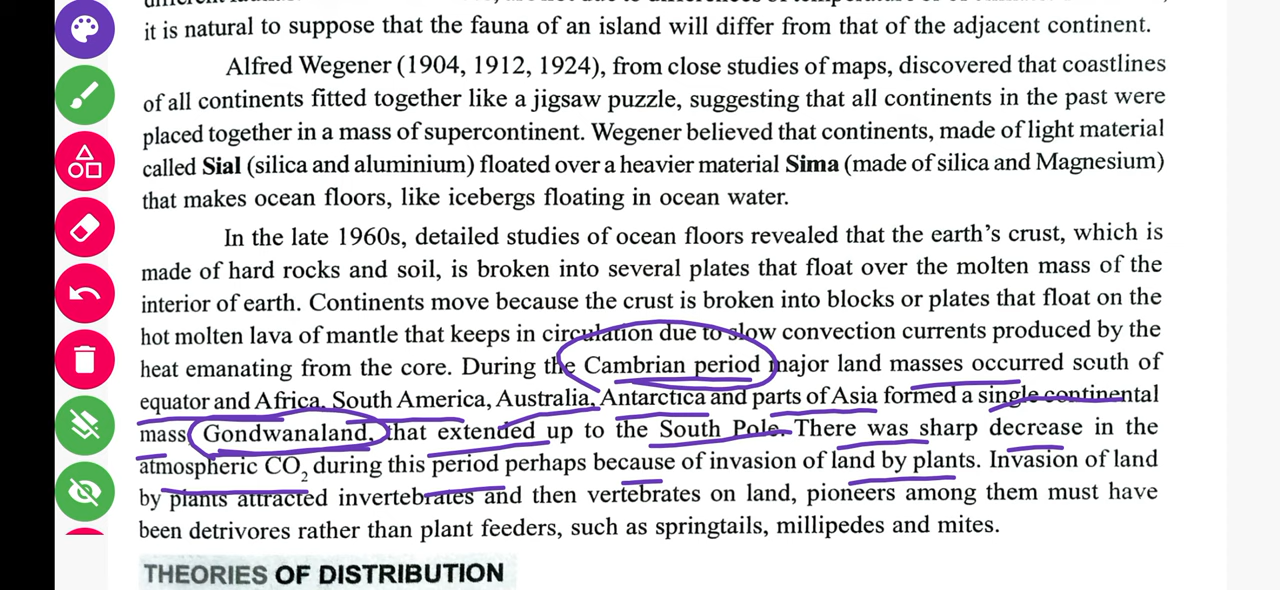 it is natural to suppose that the fauna of an island will differ from that of the adjacent continent.
Alfred Wegener (1904, 1912, 1924), from close studies of maps, discovered that coastlines
of all continents fitted together like a jigsaw puzzle, suggesting that all continents in the past were
placed together in a mass of supercontinent. Wegener believed that continents, made of light material
called Sial (silica and aluminium) floated over a heavier material Sima (made of silica and Magnesium)
that makes ocean floors, like icebergs floating in ocean water.
In the late 1960s, detailed studies of ocean floors revealed that the earth's crust, which is
made of hard rocks and soil, is broken into several plates that float over the molten mass of the
interior of earth. Continents move because the crust is broken into blocks or plates that float on the
hot molten lava of mantle that keeps in circulation due to slow convection currents produced by the
heat emanating from the core. During the Cambrian period major land masses occurred south of
equator and Africa, South America, Australia, Antarctica and parts of Asia formed a single continental
mass Gondwanaland, that extended up to the South Pole. There was sharp decrease in the
atmospheric CO₂ during this period perhaps because of invasion of land by plants. Invasion of land
by plants attracted invertebrates and then vertebrates on land, pioneers among them must have
been detrivores rather than plant feeders, such as springtails, millipedes and mites.
THEORIES OF DISTRIBUTION